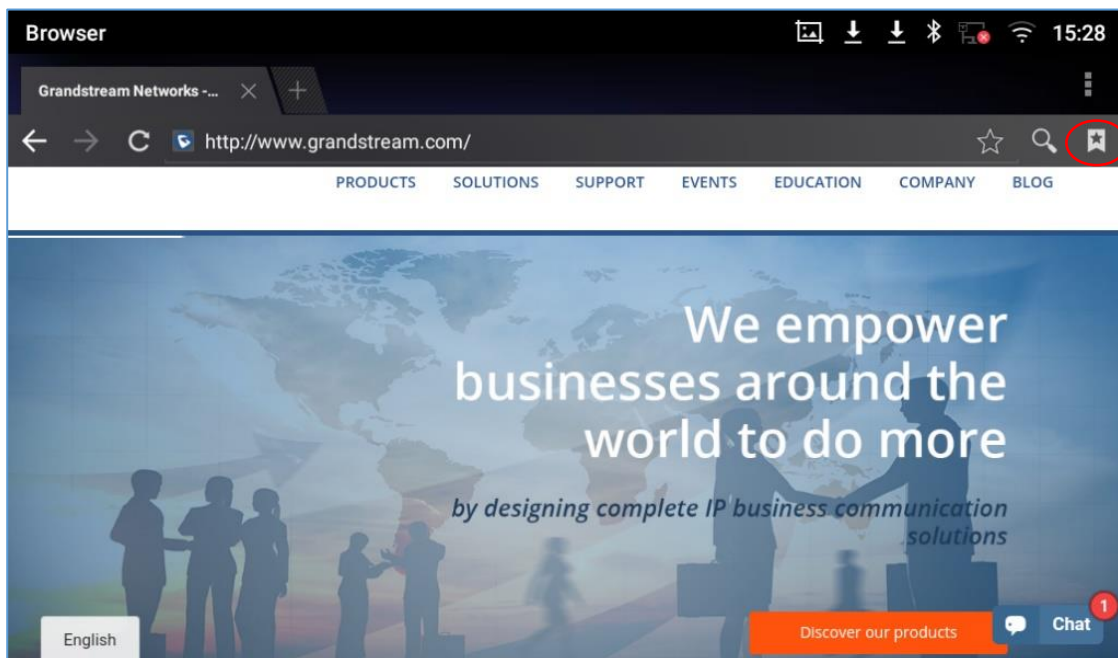 Browser
15:28
Grandstream Networks -...
http://www.grandstream.com/
PRODUCTS SOLUTIONS SUPPORT EVENTS EDUCATION COMPANY BLOG
We empower
businesses around the
world to do more
by designing complete IP business communication
solutions
English
Discover our products
Chat
1